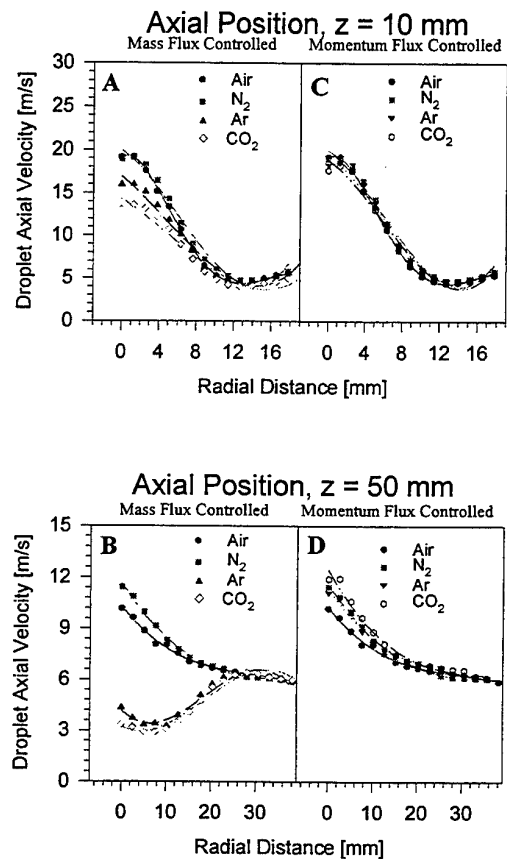 Axial Position, z = 10 mm
Mass Flux Controlled
Momentum Flux Controlled
Droplet Axial Velocity [m/s]
30
25
20
15
10
5
0
A
Air
N2
Ar
CO2
C
Air
N2
Ar
CO2
0 4 8 12 16
0 4 8 12 16
Radial Distance [mm]
Axial Position, z = 50 mm
Mass Flux Controlled
Momentum Flux Controlled
Droplet Axial Velocity [m/s]
15
12
9
6
3
0
B
Air
N2
Ar
CO2
D
Air
N2
Ar
CO2
0 10 20 30
0 10 20 30
Radial Distance [mm]
Radial Distance [mm]